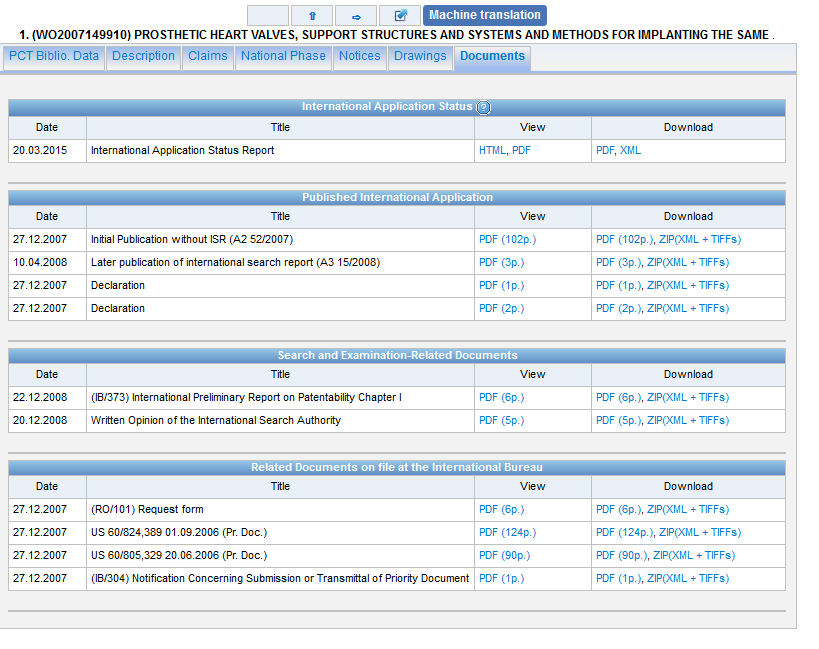 Machine translation
1. (WO2007149910) PROSTHETIC HEART VALVES, SUPPORT STRUCTURES AND SYSTEMS AND METHODS FOR IMPLANTING THE SAME .
PCT Biblio. Data Description Claims National Phase Notices Drawings Documents
International Application Status ?
Date Title View Download
20.03.2015 International Application Status Report HTML, PDF PDF, XML
Published International Application
Date Title View Download
27.12.2007 Initial Publication without ISR (A2 52/2007) PDF (102p.) PDF (102p.), ZIP(XML + TIFFs)
10.04.2008 Later publication of international search report (A3 15/2008) PDF (3p.) PDF (3p.), ZIP(XML + TIFFs)
27.12.2007 Declaration PDF (1p.) PDF (1p.), ZIP(XML + TIFFs)
27.12.2007 Declaration PDF (2p.) PDF (2p.), ZIP(XML + TIFFs)
Search and Examination-Related Documents
Date Title View Download
22.12.2008 (IB/373) International Preliminary Report on Patentability Chapter I PDF (6p.) PDF (6p.), ZIP(XML + TIFFs)
20.12.2008 Written Opinion of the International Search Authority PDF (5p.) PDF (5p.), ZIP(XML + TIFFs)
Related Documents on file at the International Bureau
Date Title View Download
27.12.2007 (RO/101) Request form PDF (6p.) PDF (6p.), ZIP(XML + TIFFs)
27.12.2007 US 60/824,389 01.09.2006 (Pr. Doc.) PDF (124p.) PDF (124p.), ZIP(XML + TIFFs)
27.12.2007 US 60/805,329 20.06.2006 (Pr. Doc.) PDF (90p.) PDF (90p.), ZIP(XML + TIFFs)
27.12.2007 (IB/304) Notification Concerning Submission or Transmittal of Priority Document PDF (1p.) PDF (1p.), ZIP(XML + TIFFs)